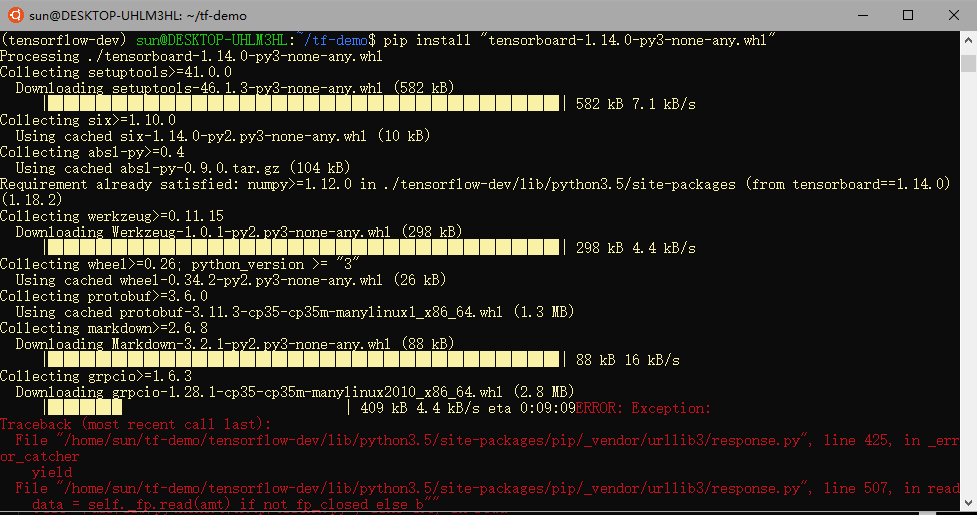 sun@DESKTOP-UHLM3HL: ~/tf-demo
(tensorflow-dev) sun@DESKTOP-UHLM3HL:~/tf-demo$ pip install "tensorboard-1.14.0-py3-none-any.whl"
Processing ./tensorboard-1.14.0-py3-none-any.whl
Collecting setuptools>=41.0.0
Downloading setuptools-46.1.3-py3-none-any.whl (582 kB)
| | 582 kB 7.1 kB/s
Collecting six>=1.10.0
Using cached six-1.14.0-py2.py3-none-any.whl (10 kB)
Collecting absl-py>=0.4
Using cached absl-py-0.9.0.tar.gz (104 kB)
Requirement already satisfied: numpy>=1.12.0 in ./tensorflow-dev/lib/python3.5/site-packages (from tensorboard==1.14.0)
(1.18.2)
Collecting werkzeug>=0.11.15
Downloading Werkzeug-1.0.1-py2.py3-none-any.whl (298 kB)
| | 298 kB 4.4 kB/s
Collecting wheel>=0.26; python_version >= "3"
Using cached wheel-0.34.2-py2.py3-none-any.whl (26 kB)
Collecting protobuf>=3.6.0
Using cached protobuf-3.11.3-cp35-cp35m-manylinux1_x86_64.whl (1.3 MB)
Collecting markdown>=2.6.8
Downloading Markdown-3.2.1-py2.py3-none-any.whl (88 kB)
| | 88 kB 16 kB/s
Collecting grpcio>=1.6.3
Downloading grpcio-1.28.1-cp35-cp35m-manylinux2010_x86_64.whl (2.8 MB)
| | 409 kB 4.4 kB/s eta 0:09:09ERROR: Exception:
Traceback (most recent call last):
File "/home/sun/tf-demo/tensorflow-dev/lib/python3.5/site-packages/pip/_vendor/urllib3/response.py", line 425, in _err
or_catcher
yield
File "/home/sun/tf-demo/tensorflow-dev/lib/python3.5/site-packages/pip/_vendor/urllib3/response.py", line 507, in read
data = self._fp.read(amt) if not fp_closed else b""